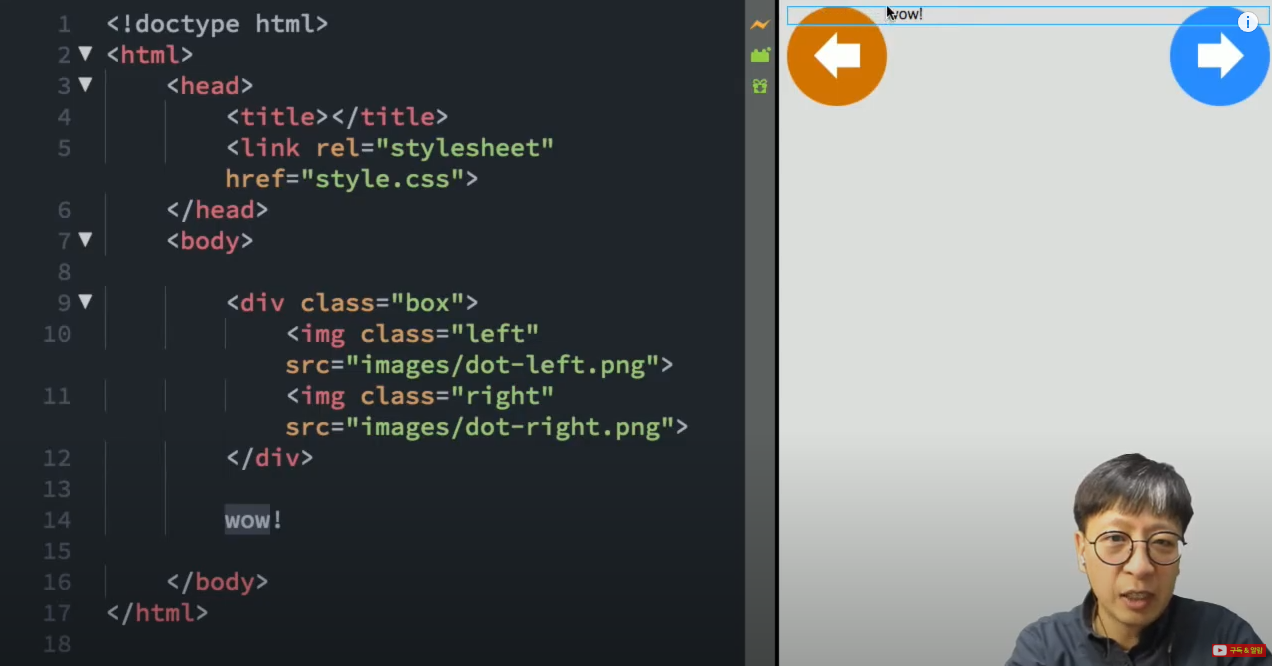 1 <!doctype html>
2 <html>
3 <head>
4 <title></title>
5 <link rel="stylesheet"
href="style.css">
6 </head>
7 <body>
8
9 <div class="box">
10 <img class="left"
src="images/dot-left.png">
11 <img class="right"
src="images/dot-right.png">
12 </div>
13
14 wow!
15
16 </body>
17 </html>
18
wow!
i
구독 & 알람